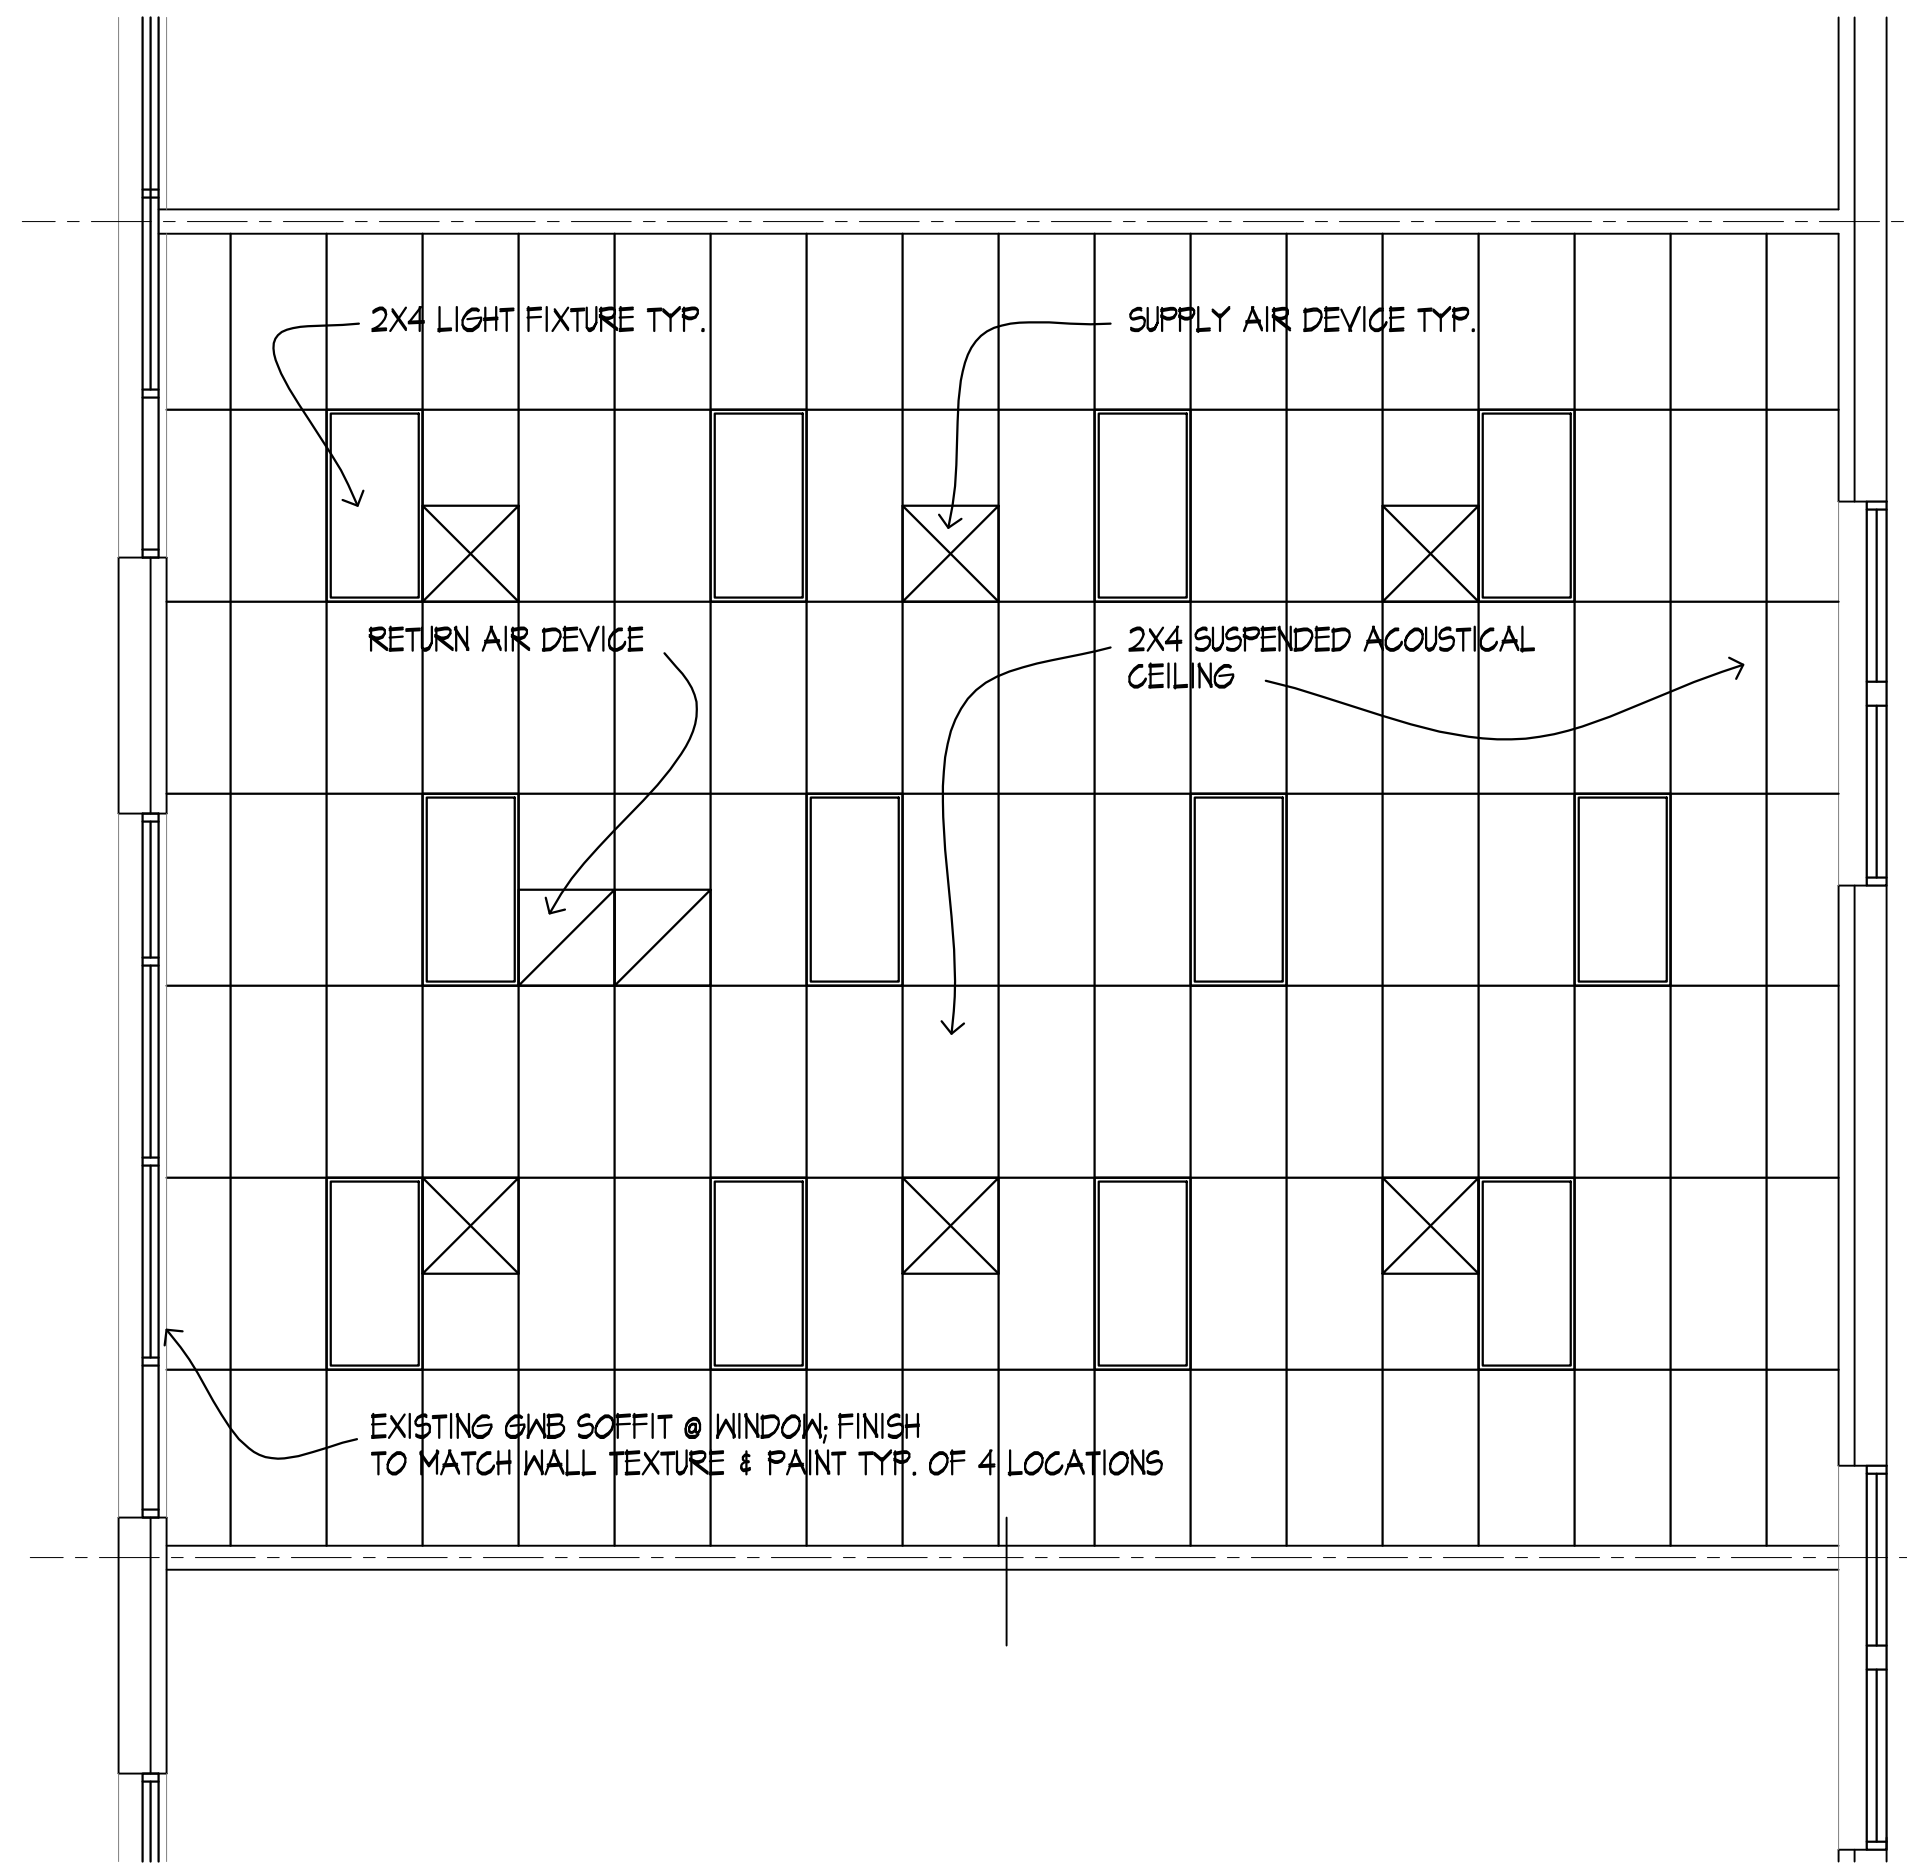 2X4 LIGHT FIXTURE TYP.
SUPPLY AIR DEVICE TYP.
RETURN AIR DEVICE
2X4 SUSPENDED ACOUSTICAL
CEILING
EXISTING GWB SOFFIT @ WINDOW; FINISH
TO MATCH WALL TEXTURE & PAINT TYP. OF 4 LOCATIONS